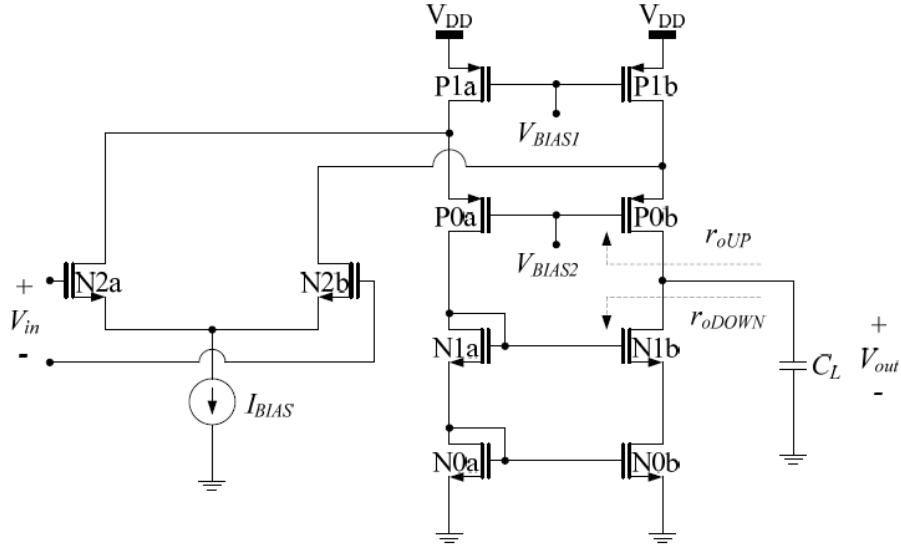 VDD VDD
P1a P1b
VBIAS1
P0a P0b
VBIAS2
roUP
N2a N2b
+
Vin
-
roDOWN
N1a N1b
CL
+
Vout
-
IBIAS
N0a N0b